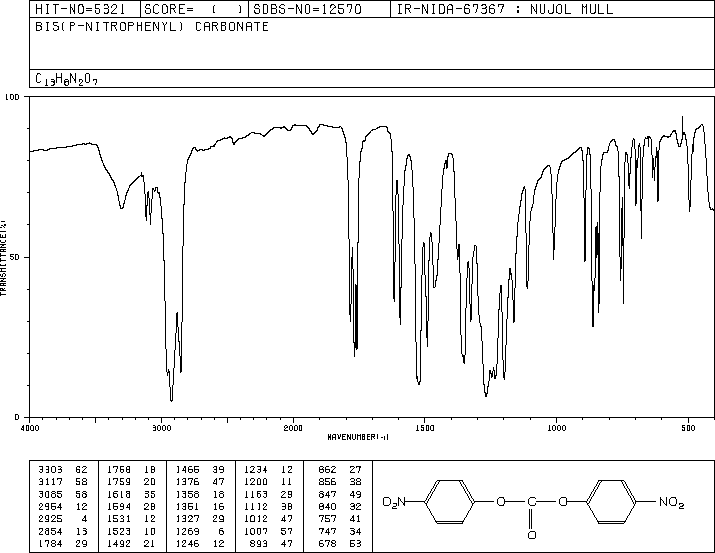 HIT-NO=5321 SCORE= ( ) SDBS-NO=12570 IR-NIDA-67367 : NUJOL MULL
BIS(P-NITROPHENYL) CARBONATE
C13H8N2O7
100
50
0
TRANSMITTANCE(%)
4000 3000 2000 1500 1000 500
WAVENUMBER(-1)
3303 62 1768 18 1466 39 1234 12 862 27
3117 58 1759 20 1376 47 1200 11 856 38
3085 58 1618 35 1358 18 1163 29 847 49
2954 12 1594 28 1351 16 1112 38 840 32
2925 4 1531 12 1327 29 1012 47 757 41
2854 13 1523 10 1269 6 1007 57 747 34
1784 29 1492 21 1246 12 893 47 678 53
O2N O C O NO2
O